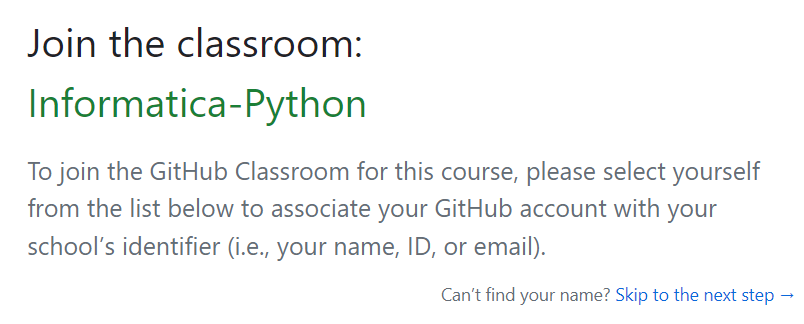 Join the classroom:
Informatica-Python
To join the GitHub Classroom for this course, please select yourself
from the list below to associate your GitHub account with your
school’s identifier (i.e., your name, ID, or email).
Can’t find your name? Skip to the next step →